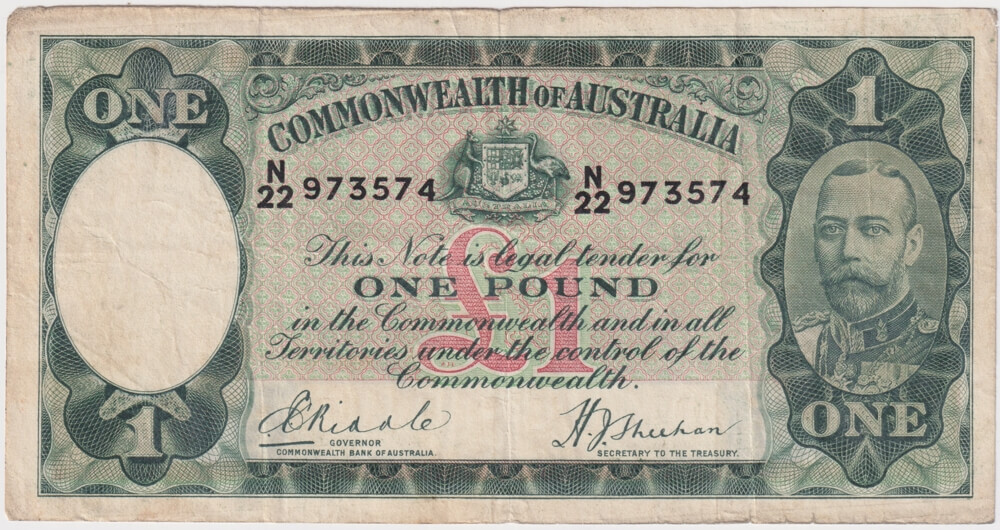 ONE
1
COMMONWEALTH OF AUSTRALIA
AUSTRALIA
N/22 973574
N/22 973574
£1
This Note is legal tender for
ONE POUND
in the Commonwealth and in all
Territories under the control of the
Commonwealth.
E Riddle
GOVERNOR
COMMONWEALTH BANK OF AUSTRALIA.
H.J. Sheehan
SECRETARY TO THE TREASURY.
1
ONE